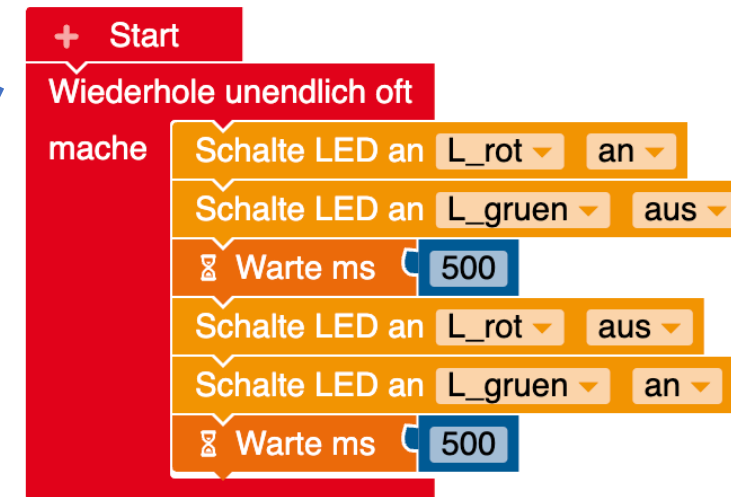 + Start
Wiederhole unendlich oft
mache Schalte LED an L_rot an
Schalte LED an L_gruen aus
Warte ms 500
Schalte LED an L_rot aus
Schalte LED an L_gruen an
Warte ms 500